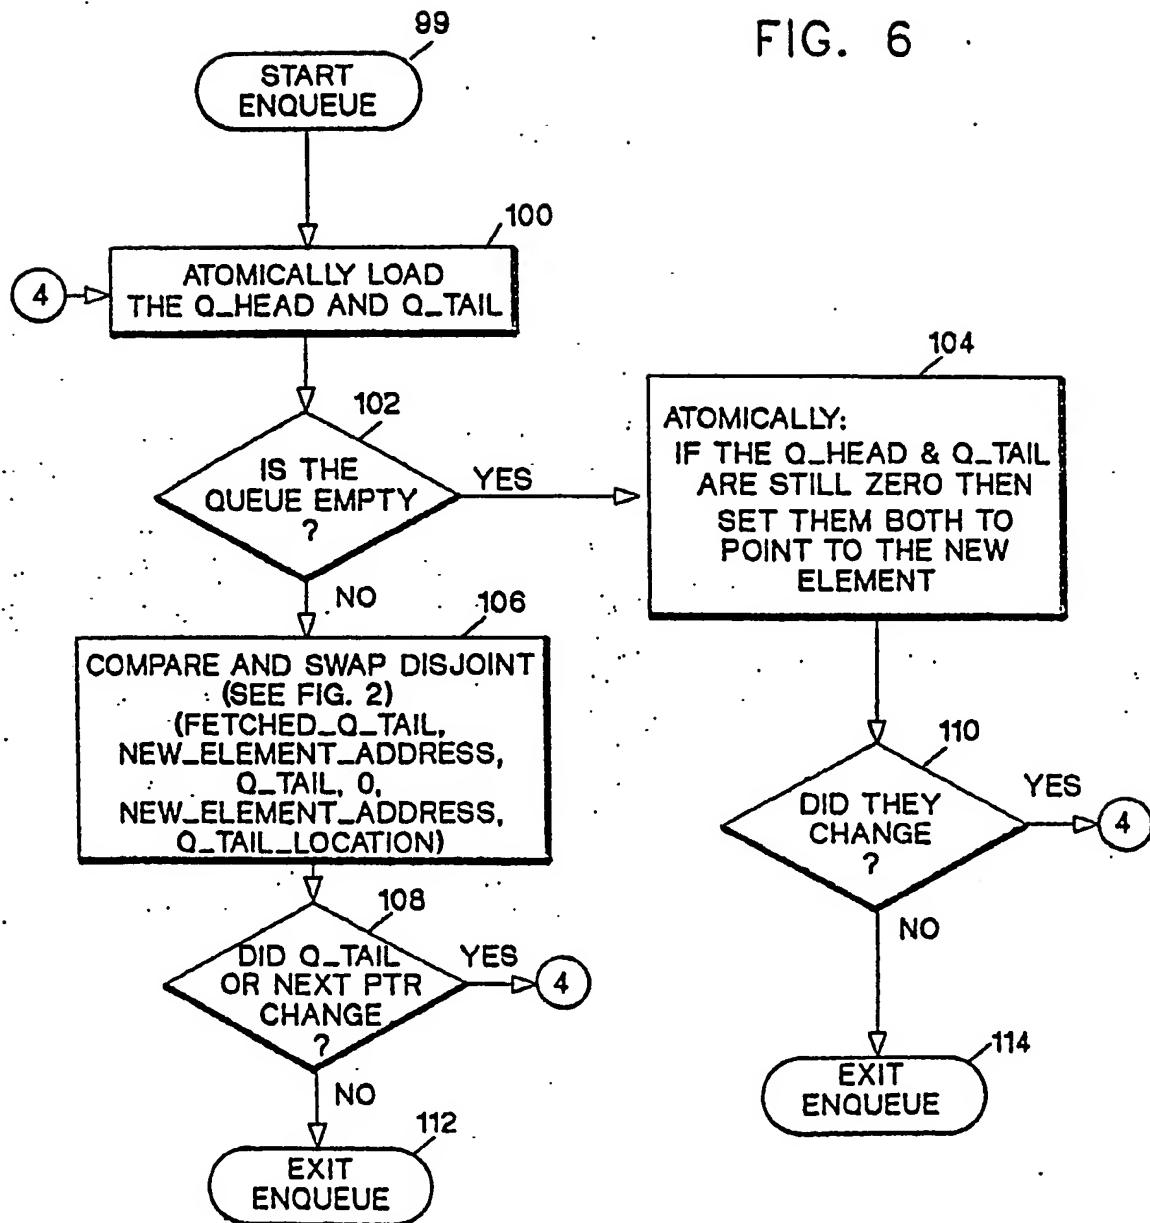 FIG. 6
99
START
ENQUEUE
100
ATOMICALLY LOAD
THE Q_HEAD AND Q_TAIL
4
102
IS THE
QUEUE EMPTY
?
YES
NO
104
ATOMICALLY:
IF THE Q_HEAD & Q_TAIL
ARE STILL ZERO THEN
SET THEM BOTH TO
POINT TO THE NEW
ELEMENT
106
COMPARE AND SWAP DISJOINT
(SEE FIG. 2)
(FETCHED_Q_TAIL,
NEW_ELEMENT_ADDRESS,
Q_TAIL, 0,
NEW_ELEMENT_ADDRESS,
Q_TAIL_LOCATION)
110
DID THEY
CHANGE
?
YES
4
NO
108
DID Q_TAIL
OR NEXT PTR
CHANGE
?
YES
4
NO
114
EXIT
ENQUEUE
112
EXIT
ENQUEUE